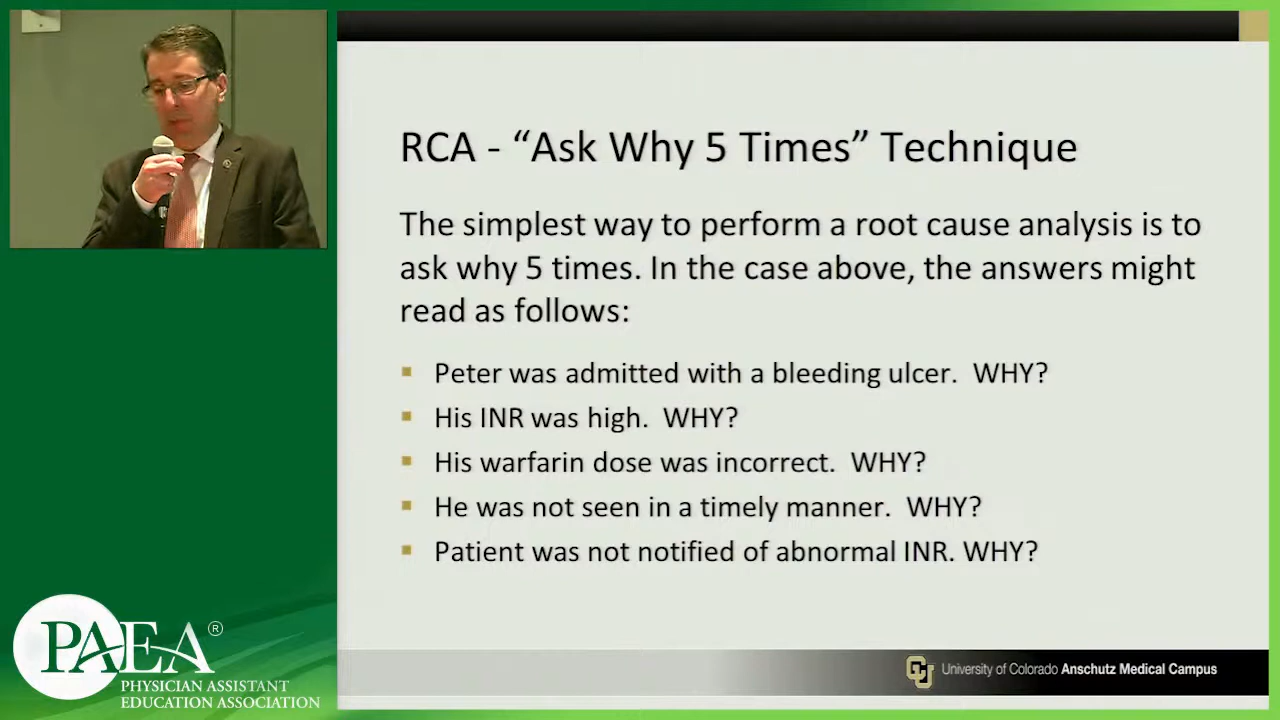 RCA - “Ask Why 5 Times” Technique
The simplest way to perform a root cause analysis is to
ask why 5 times. In the case above, the answers might
read as follows:
▪ Peter was admitted with a bleeding ulcer.  WHY?
▪ His INR was high.  WHY?
▪ His warfarin dose was incorrect.  WHY?
▪ He was not seen in a timely manner.  WHY?
▪ Patient was not notified of abnormal INR. WHY?
PAEA®
PHYSICIAN ASSISTANT
EDUCATION ASSOCIATION
CU University of Colorado Anschutz Medical Campus